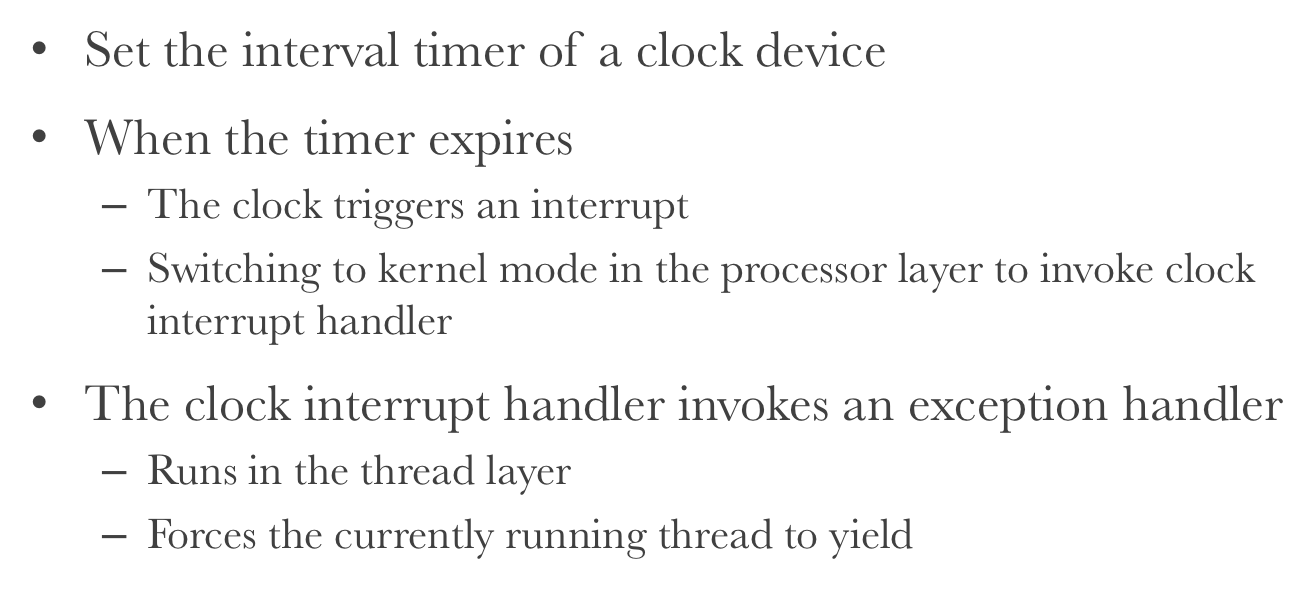 • Set the interval timer of a clock device
• When the timer expires
– The clock triggers an interrupt
– Switching to kernel mode in the processor layer to invoke clock
interrupt handler
• The clock interrupt handler invokes an exception handler
– Runs in the thread layer
– Forces the currently running thread to yield